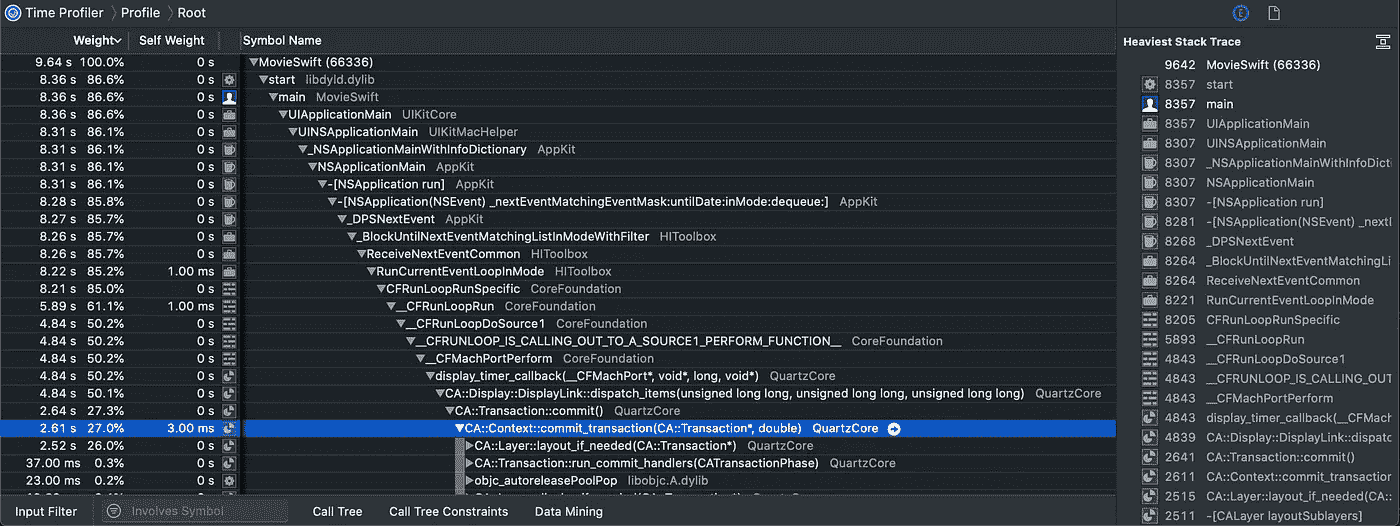 Time Profiler Profile Root
Weight Self Weight Symbol Name
9.64 s 100.0% 0 s MovieSwift (66336)
8.36 s 86.6% 0 s start libdyld.dylib
8.36 s 86.6% 0 s main MovieSwift
8.36 s 86.6% 0 s UIApplicationMain UIKitCore
8.31 s 86.1% 0 s UINSApplicationMain UIKitMacHelper
8.31 s 86.1% 0 s _NSApplicationMainWithInfoDictionary AppKit
8.31 s 86.1% 0 s NSApplicationMain AppKit
8.31 s 86.1% 0 s -[NSApplication run] AppKit
8.28 s 85.8% 0 s -[NSApplication(NSEvent) _nextEventMatchingEventMask:untilDate:inMode:dequeue:] AppKit
8.27 s 85.7% 0 s _DPSNextEvent AppKit
8.26 s 85.7% 0 s _BlockUntilNextEventMatchingListInModeWithFilter HIToolbox
8.26 s 85.7% 0 s ReceiveNextEventCommon HIToolbox
8.22 s 85.2% 1.00 ms RunCurrentEventLoopInMode HIToolbox
8.21 s 85.0% 0 s CFRunLoopRunSpecific CoreFoundation
5.89 s 61.1% 1.00 ms __CFRunLoopRun CoreFoundation
4.84 s 50.2% 0 s __CFRunLoopDoSource1 CoreFoundation
4.84 s 50.2% 0 s __CFRUNLOOP_IS_CALLING_OUT_TO_A_SOURCE1_PERFORM_FUNCTION__ CoreFoundation
4.84 s 50.2% 0 s __CFMachPortPerform CoreFoundation
4.84 s 50.2% 0 s display_timer_callback(__CFMachPort*, void*, long, void*) QuartzCore
4.84 s 50.1% 0 s CA::Display::DisplayLink::dispatch_items(unsigned long long, unsigned long long, unsigned long long) QuartzCore
2.64 s 27.3% 0 s CA::Transaction::commit() QuartzCore
2.61 s 27.0% 3.00 ms CA::Context::commit_transaction(CA::Transaction*, double) QuartzCore
2.52 s 26.0% 0 s CA::Layer::layout_if_needed(CA::Transaction*) QuartzCore
37.00 ms 0.3% 0 s CA::Transaction::run_commit_handlers(CATransactionPhase) QuartzCore
23.00 ms 0.2% 0 s objc_autoreleasePoolPop libobjc.A.dylib
Input Filter Involves Symbol Call Tree Call Tree Constraints Data Mining
E
Heaviest Stack Trace
9642 MovieSwift (66336)
8357 start
8357 main
8357 UIApplicationMain
8307 UINSApplicationMain
8307 _NSApplicationMainWithInfoDicti
8307 NSApplicationMain
8307 -[NSApplication run]
8281 -[NSApplication(NSEvent) _nextI
8268 _DPSNextEvent
8264 _BlockUntilNextEventMatchingLi
8264 ReceiveNextEventCommon
8221 RunCurrentEventLoopInMode
8205 CFRunLoopRunSpecific
5893 __CFRunLoopRun
4843 __CFRunLoopDoSource1
4843 __CFRUNLOOP_IS_CALLING_OUT
4843 __CFMachPortPerform
4843 display_timer_callback(__CFMacl
4839 CA::Display::DisplayLink::dispatc
2641 CA::Transaction::commit()
2611 CA::Context::commit_transactio
2515 CA::Layer::layout_if_needed(CA:
2511 -[CALayer layoutSublayers]